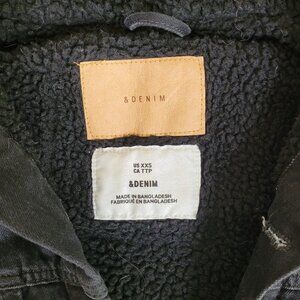 &DENIM
US XXS
CA TTP
&DENIM
MADE IN BANGLADESH
FABRIQUÉ EN BANGLADESH